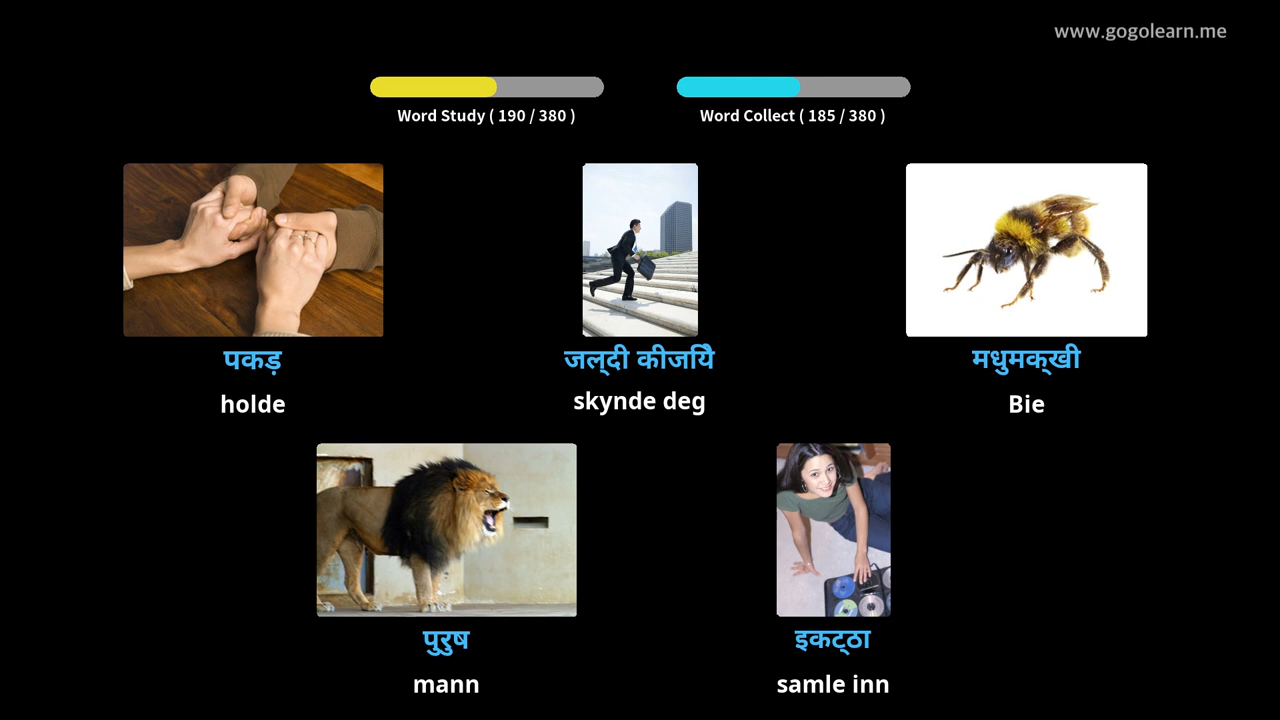 www.gogolearn.me
Word Study ( 190 / 380 )
Word Collect ( 185 / 380 )
पकड़
holde
जल्दी कीजिये
skynde deg
मधुमक्खी
Bie
पुरुष
mann
इकट्ठा
samle inn